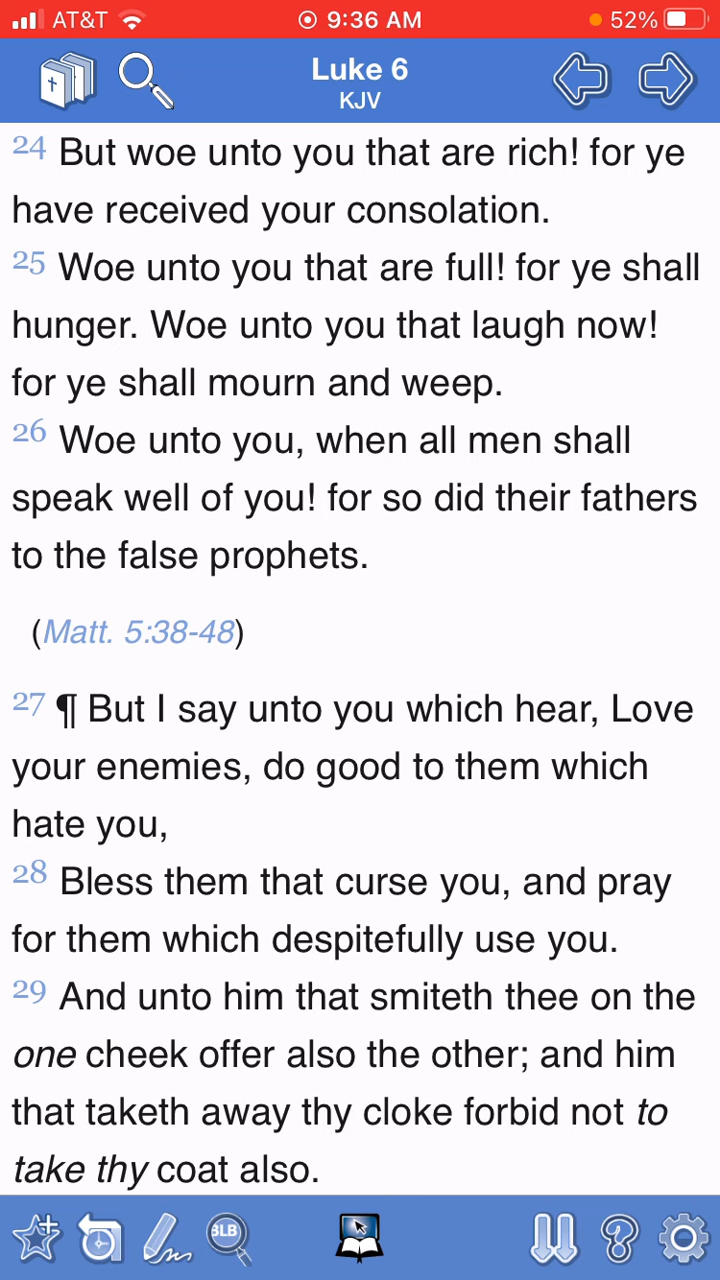 AT&T 9:36 AM 52%
Luke 6
KJV
24 But woe unto you that are rich! for ye
have received your consolation.
25 Woe unto you that are full! for ye shall
hunger. Woe unto you that laugh now!
for ye shall mourn and weep.
26 Woe unto you, when all men shall
speak well of you! for so did their fathers
to the false prophets.
(Matt. 5:38-48)
27 ¶ But I say unto you which hear, Love
your enemies, do good to them which
hate you,
28 Bless them that curse you, and pray
for them which despitefully use you.
29 And unto him that smiteth thee on the
one cheek offer also the other; and him
that taketh away thy cloke forbid not to
take thy coat also.
BLB